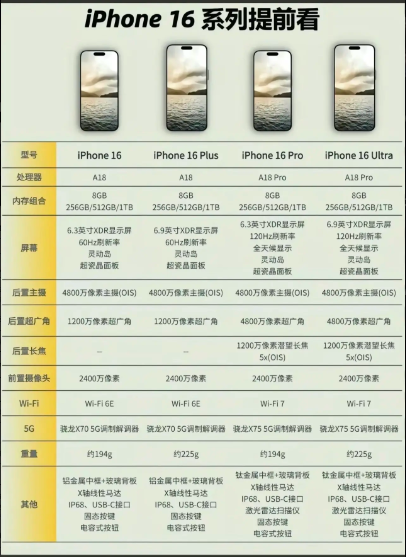 iPhone 16 系列提前看
型号 iPhone 16 iPhone 16 Plus iPhone 16 Pro iPhone 16 Ultra
处理器 A18 A18 A18 Pro A18 Pro
内存组合 8GB 8GB 8GB 8GB
256GB/512GB/1TB 256GB/512GB/1TB 256GB/512GB/1TB 256GB/512GB/1TB
屏幕 6.3英寸XDR显示屏 6.9英寸XDR显示屏 6.3英寸XDR显示屏 6.9英寸XDR显示屏
60Hz刷新率 60Hz刷新率 120Hz刷新率 120Hz刷新率
灵动岛 灵动岛 全天候显示 全天候显示
超瓷晶面板 超瓷晶面板 灵动岛 灵动岛
超瓷晶面板 超瓷晶面板
后置主摄 4800万像素主摄(OIS) 4800万像素主摄(OIS) 4800万像素主摄(OIS) 4800万像素主摄(OIS)
后置超广角 1200万像素超广角 1200万像素超广角 4800万像素超广角 4800万像素超广角
后置长焦 – – 1200万像素潜望长焦 1200万像素潜望长焦
5x(OIS) 5x(OIS)
前置摄像头 2400万像素 2400万像素 2400万像素 2400万像素
Wi-Fi Wi-Fi 6E Wi-Fi 6E Wi-Fi 7 Wi-Fi 7
5G 骁龙X70 5G调制解调器 骁龙X70 5G调制解调器 骁龙X75 5G调制解调器 骁龙X75 5G调制解调器
重量 约194g 约225g 约194g 约225g
其他 铝金属中框+玻璃背板 铝金属中框+玻璃背板 钛金属中框+玻璃背板 钛金属中框+玻璃背板
X轴线性马达 X轴线性马达 X轴线性马达 X轴线性马达
IP68、USB-C接口 IP68、USB-C接口 IP68、USB-C接口 IP68、USB-C接口
固态按键 固态按键 激光雷达扫描仪 激光雷达扫描仪
电容式按钮 电容式按钮 固态按键 固态按键
电容式按钮 电容式按钮